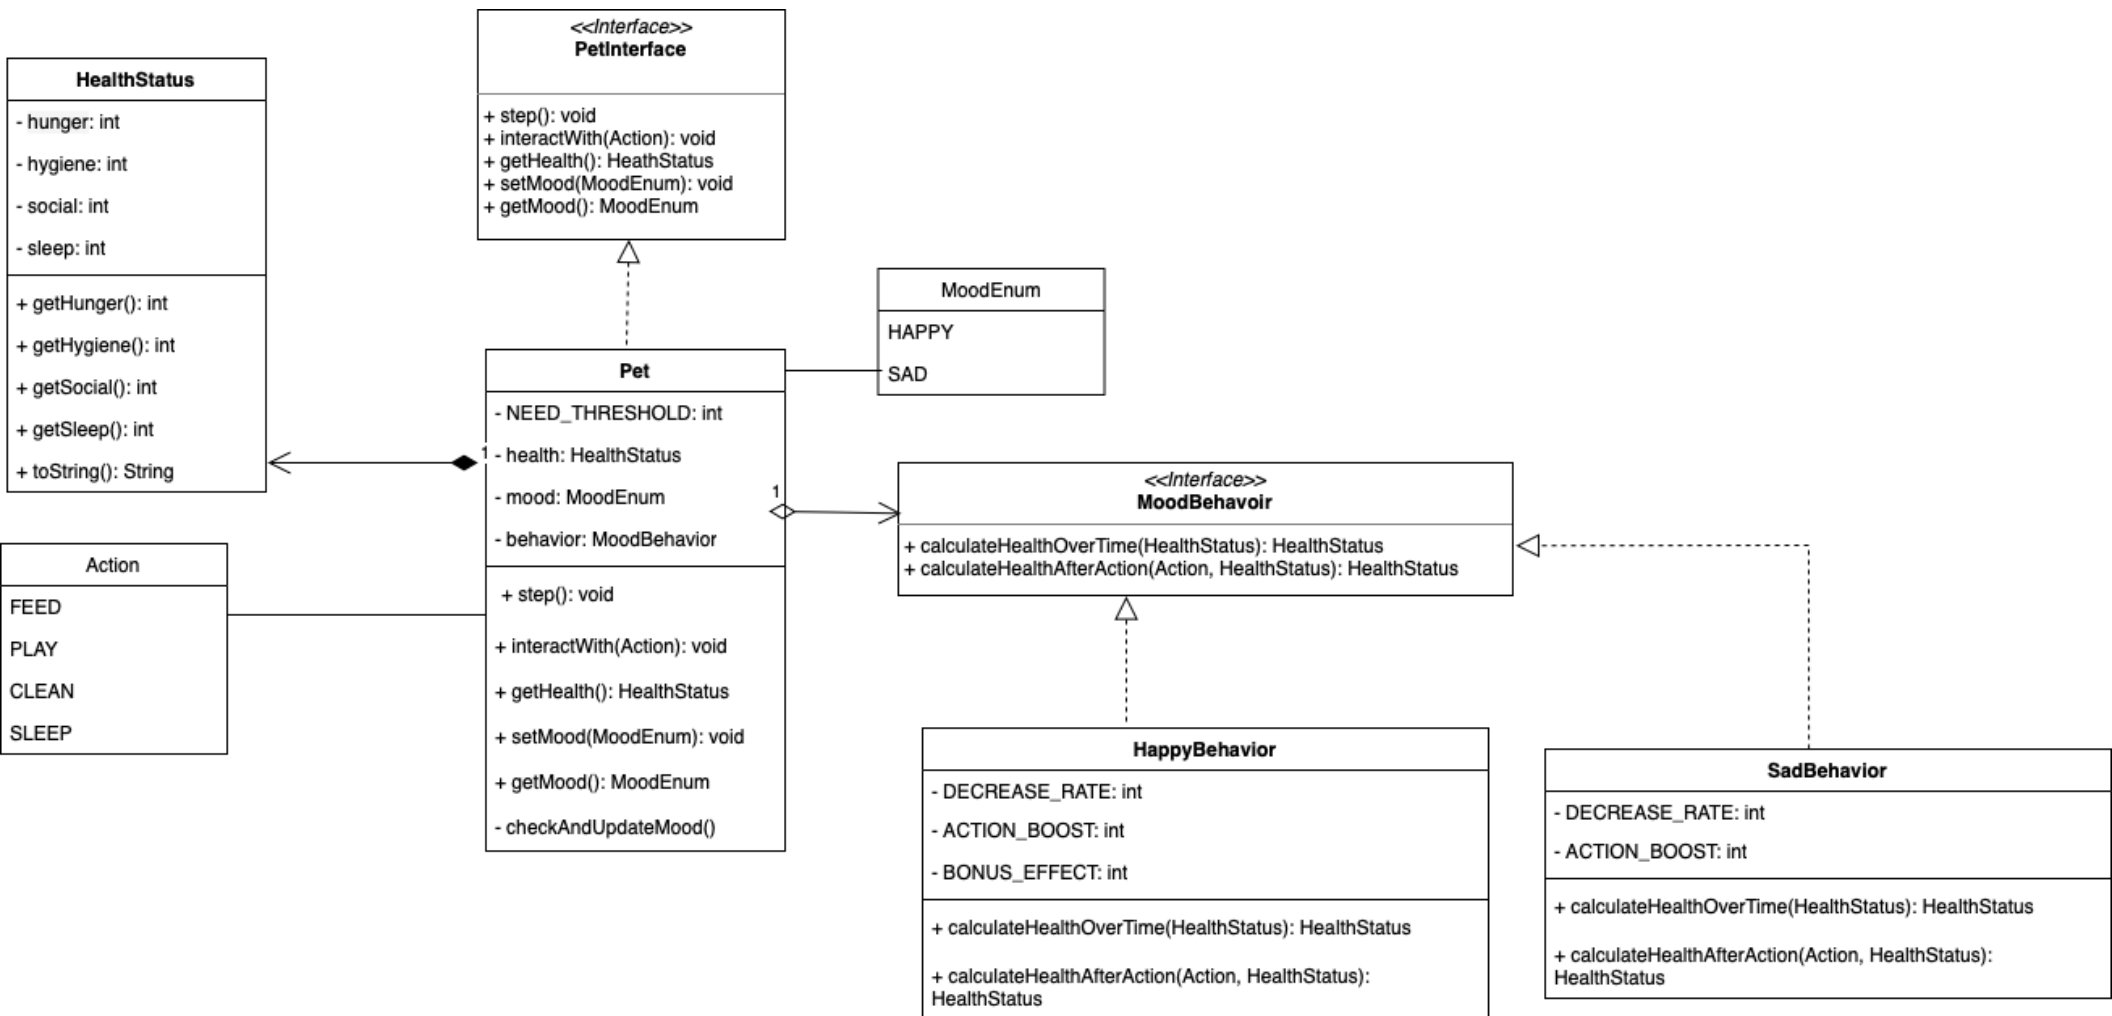 <<Interface>>
PetInterface
+ step(): void
+ interactWith(Action): void
+ getHealth(): HeathStatus
+ setMood(MoodEnum): void
+ getMood(): MoodEnum
HealthStatus
- hunger: int
- hygiene: int
- social: int
- sleep: int
+ getHunger(): int
+ getHygiene(): int
+ getSocial(): int
+ getSleep(): int
+ toString(): String
MoodEnum
HAPPY
SAD
Pet
- NEED_THRESHOLD: int
- health: HealthStatus
- mood: MoodEnum
- behavior: MoodBehavior
+ step(): void
+ interactWith(Action): void
+ getHealth(): HealthStatus
+ setMood(MoodEnum): void
+ getMood(): MoodEnum
- checkAndUpdateMood()
1
1
<<Interface>>
MoodBehavoir
+ calculateHealthOverTime(HealthStatus): HealthStatus
+ calculateHealthAfterAction(Action, HealthStatus): HealthStatus
Action
FEED
PLAY
CLEAN
SLEEP
HappyBehavior
- DECREASE_RATE: int
- ACTION_BOOST: int
- BONUS_EFFECT: int
+ calculateHealthOverTime(HealthStatus): HealthStatus
+ calculateHealthAfterAction(Action, HealthStatus):
HealthStatus
SadBehavior
- DECREASE_RATE: int
- ACTION_BOOST: int
+ calculateHealthOverTime(HealthStatus): HealthStatus
+ calculateHealthAfterAction(Action, HealthStatus):
HealthStatus